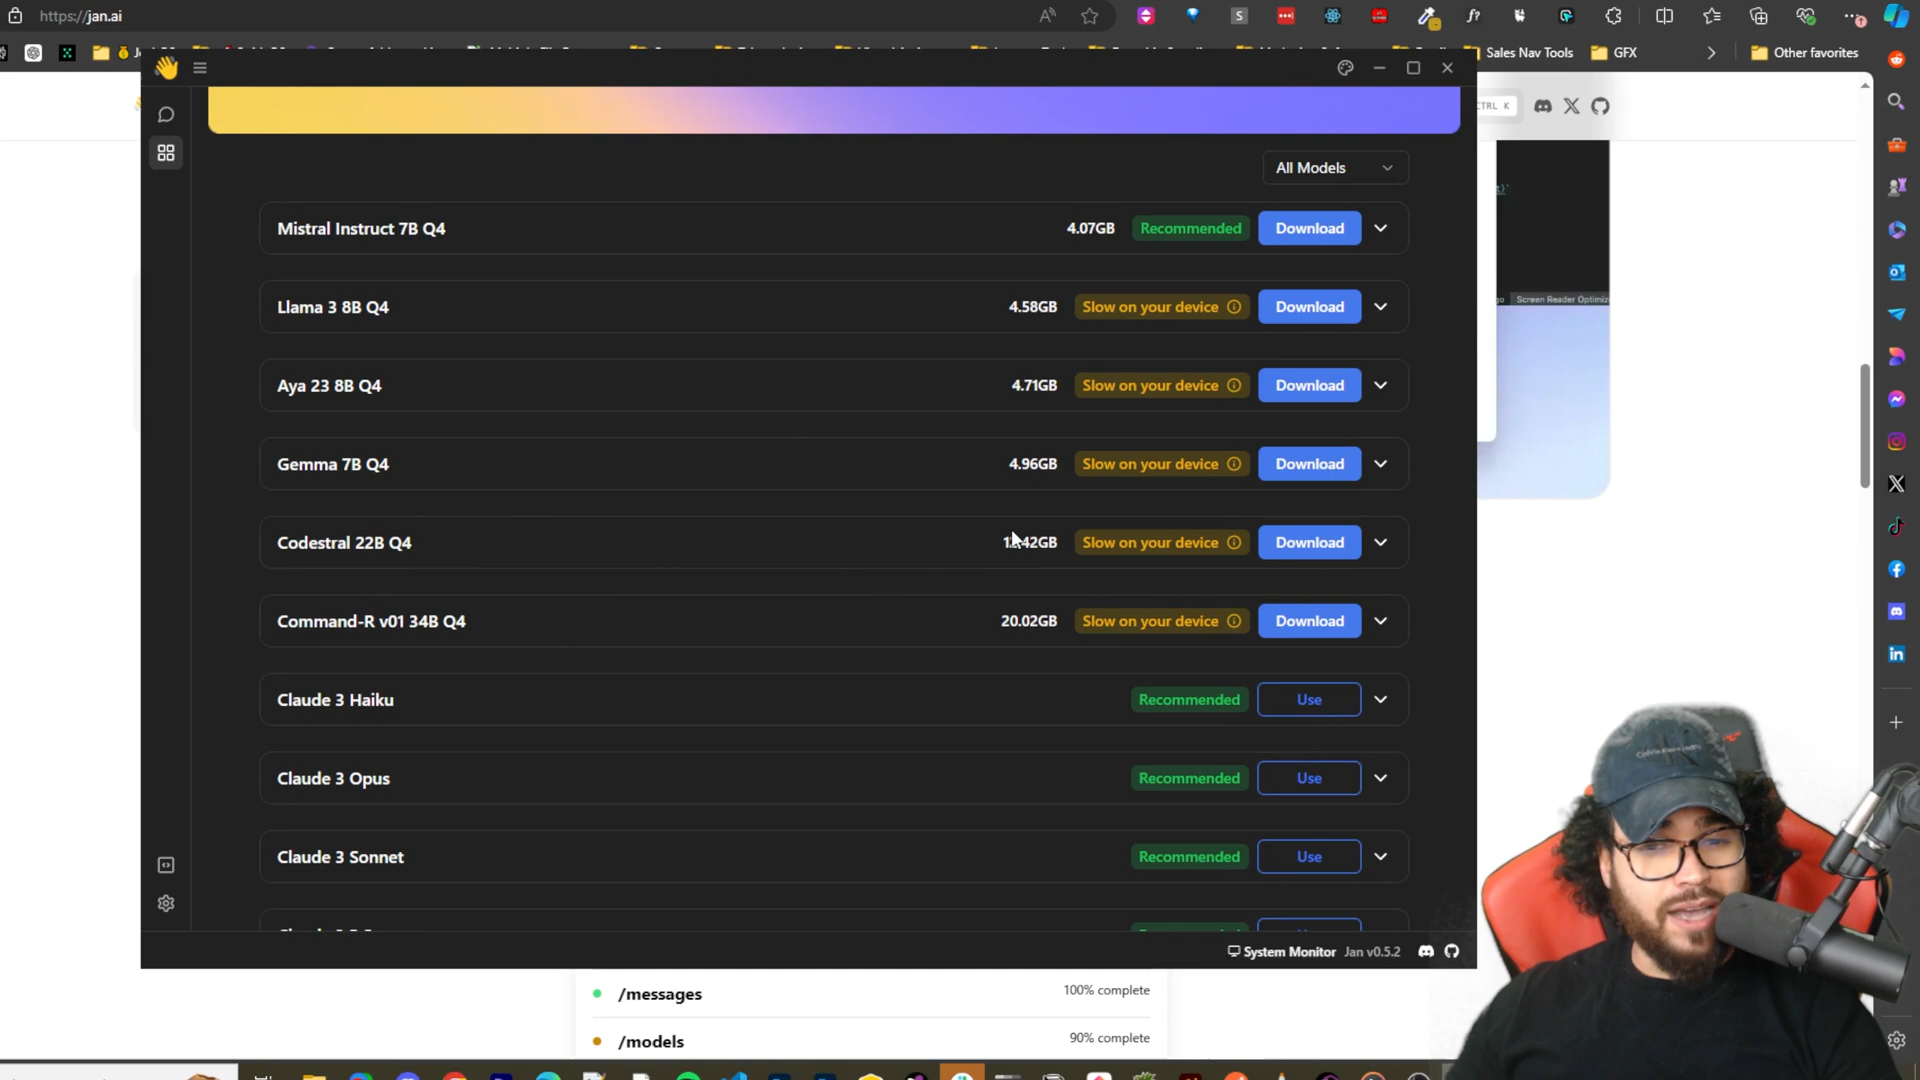 https://jan.ai
Sales Nav Tools
GFX
Other favorites
CTRL K
All Models
Mistral Instruct 7B Q4
4.07GB
Recommended
Download
Llama 3 8B Q4
4.58GB
Slow on your device
Download
Aya 23 8B Q4
4.71GB
Slow on your device
Download
Gemma 7B Q4
4.96GB
Slow on your device
Download
Codestral 22B Q4
Slow on your device
Download
Command-R v01 34B Q4
20.02GB
Slow on your device
Download
Claude 3 Haiku
Recommended
Use
Claude 3 Opus
Recommended
Use
Claude 3 Sonnet
Recommended
Use
System Monitor
Jan v0.5.2
Screen Reader Optimiz
/messages
100% complete
/models
90% complete